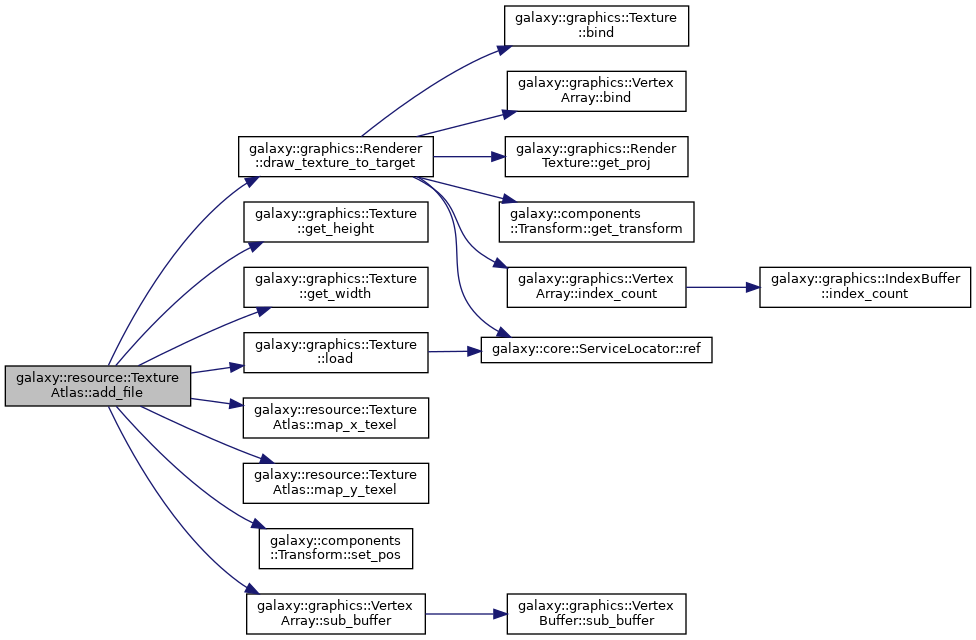 galaxy::graphics::Texture
::bind
galaxy::graphics::Vertex
Array::bind
galaxy::graphics::Renderer
::draw_texture_to_target
galaxy::graphics::Render
Texture::get_proj
galaxy::graphics::Texture
::get_height
galaxy::components
::Transform::get_transform
galaxy::graphics::Texture
::get_width
galaxy::graphics::Vertex
Array::index_count
galaxy::graphics::IndexBuffer
::index_count
galaxy::graphics::Texture
::load
galaxy::core::ServiceLocator::ref
galaxy::resource::Texture
Atlas::add_file
galaxy::resource::Texture
Atlas::map_x_texel
galaxy::resource::Texture
Atlas::map_y_texel
galaxy::components
::Transform::set_pos
galaxy::graphics::Vertex
Array::sub_buffer
galaxy::graphics::Vertex
Buffer::sub_buffer